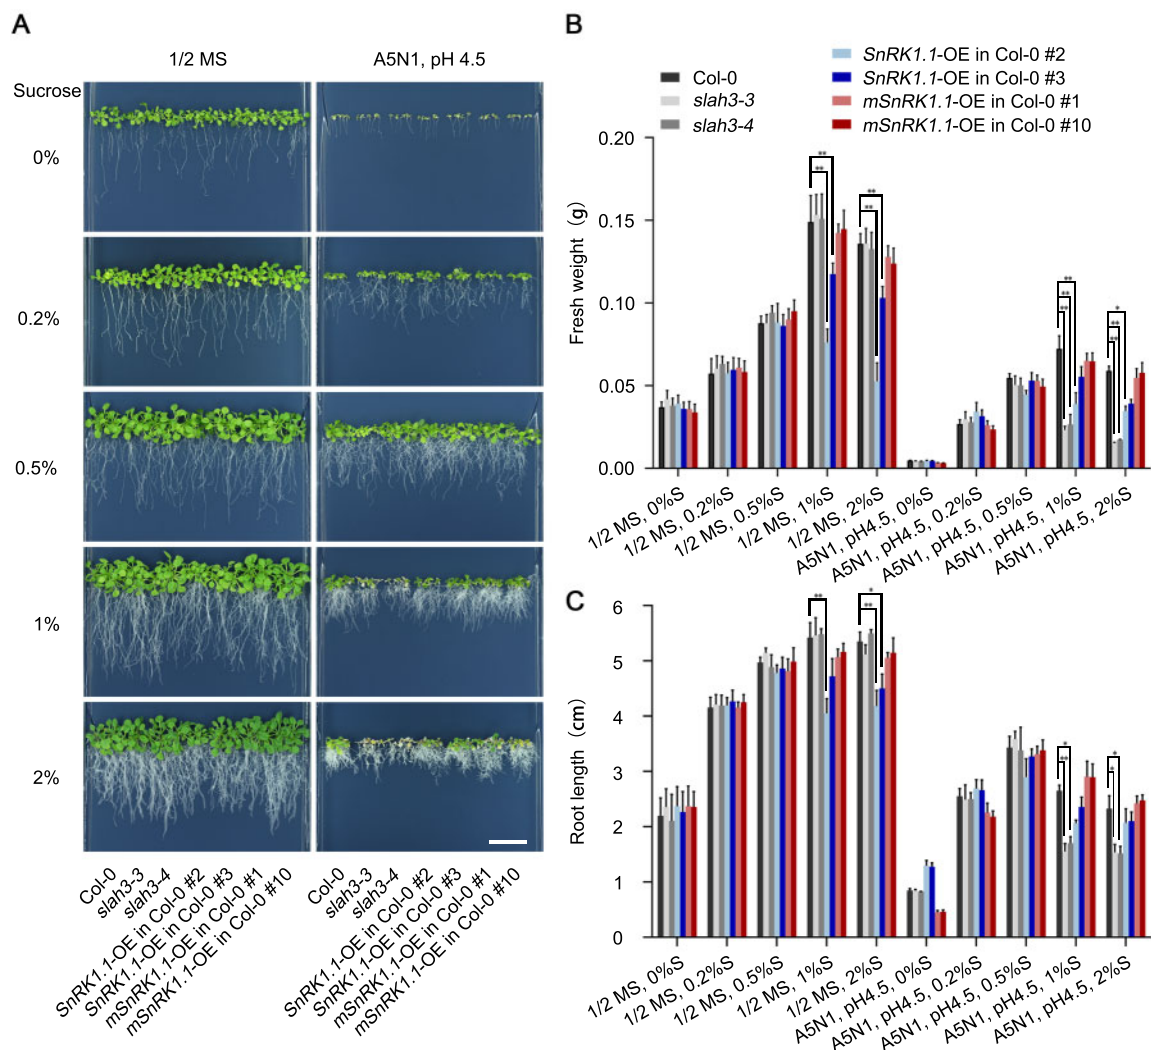 A
1/2 MS
A5N1, pH 4.5
Sucrose
0%
0.2%
0.5%
1%
2%
Col-0
slah3-3
slah3-4
SnRK1.1-OE in Col-0 #2
SnRK1.1-OE in Col-0 #3
mSnRK1.1-OE in Col-0 #1
mSnRK1.1-OE in Col-0 #10
Col-0
slah3-3
slah3-4
SnRK1.1-OE in Col-0 #2
SnRK1.1-OE in Col-0 #3
mSnRK1.1-OE in Col-0 #1
mSnRK1.1-OE in Col-0 #10
B
Col-0
slah3-3
slah3-4
SnRK1.1-OE in Col-0 #2
SnRK1.1-OE in Col-0 #3
mSnRK1.1-OE in Col-0 #1
mSnRK1.1-OE in Col-0 #10
Fresh weight (g)
0.20
0.15
0.10
0.05
0.00
** ** ** ** ** ** ** * ** **
1/2 MS, 0%S
1/2 MS, 0.2%S
1/2 MS, 0.5%S
1/2 MS, 1%S
1/2 MS, 2%S
A5N1, pH4.5, 0%S
A5N1, pH4.5, 0.2%S
A5N1, pH4.5, 0.5%S
A5N1, pH4.5, 1%S
A5N1, pH4.5, 2%S
C
Root length (cm)
6
5
4
3
2
1
0
** * ** * ** * *
1/2 MS, 0%S
1/2 MS, 0.2%S
1/2 MS, 0.5%S
1/2 MS, 1%S
1/2 MS, 2%S
A5N1, pH4.5, 0%S
A5N1, pH4.5, 0.2%S
A5N1, pH4.5, 0.5%S
A5N1, pH4.5, 1%S
A5N1, pH4.5, 2%S